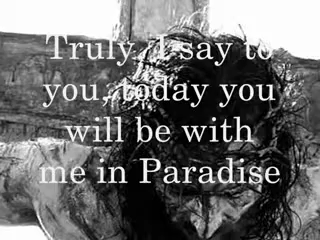 Truly, I say to
you, today you
will be with
me in Paradise